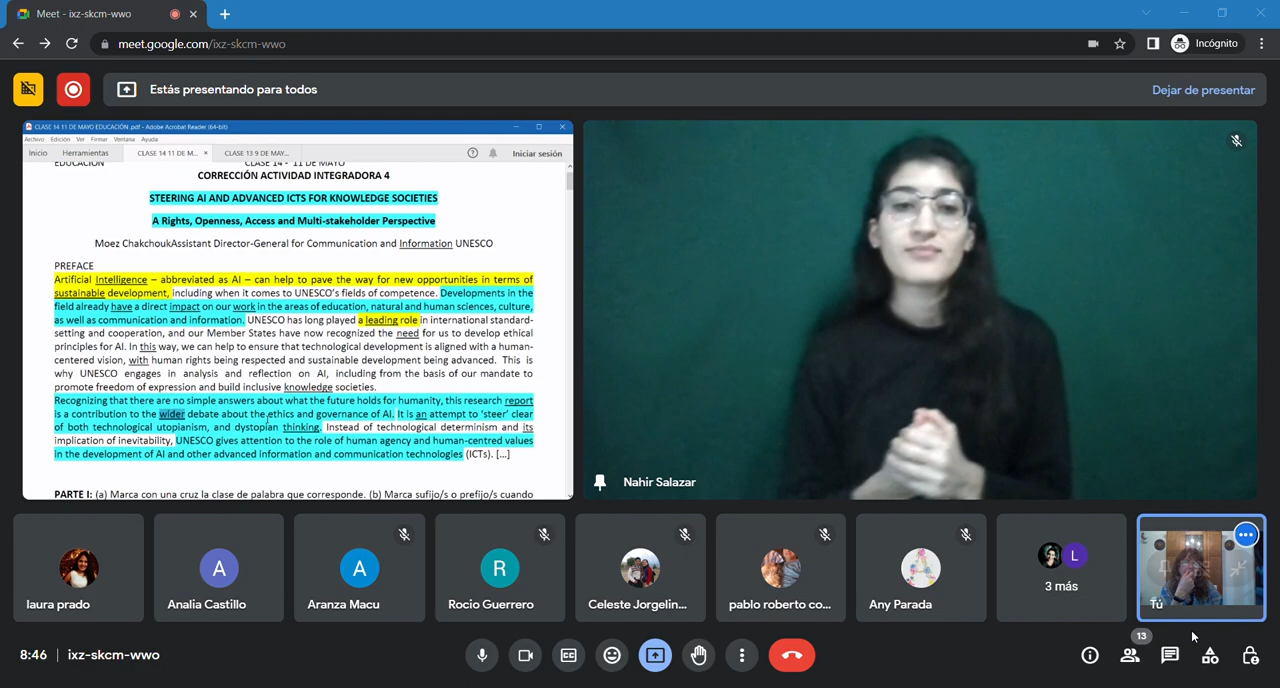 Meet - ixz-skcm-wwo
meet.google.com/ixz-skcm-wwo
Incógnito
Estás presentando para todos
Dejar de presentar
CLASE 14 11 DE MAYO EDUCACIÓN .pdf - Adobe Acrobat Reader (64-bit)
Archivo Edición Ver Firmar Ventana Ayuda
Inicio Herramientas CLASE 14 11 DE M... CLASE 13 9 DE MAY... Iniciar sesión
EDUCACIÓN CLASE 14 - 11 DE MAYO
CORRECCIÓN ACTIVIDAD INTEGRADORA 4
STEERING AI AND ADVANCED ICTS FOR KNOWLEDGE SOCIETIES
A Rights, Openness, Access and Multi-stakeholder Perspective
Moez ChakchoukAssistant Director-General for Communication and Information UNESCO
PREFACE
Artificial Intelligence – abbreviated as AI – can help to pave the way for new opportunities in terms of
sustainable development, including when it comes to UNESCO's fields of competence. Developments in the
field already have a direct impact on our work in the areas of education, natural and human sciences, culture,
as well as communication and information. UNESCO has long played a leading role in international standard-
setting and cooperation, and our Member States have now recognized the need for us to develop ethical
principles for AI. In this way, we can help to ensure that technological development is aligned with a human-
centered vision, with human rights being respected and sustainable development being advanced. This is
why UNESCO engages in analysis and reflection on AI, including from the basis of our mandate to
promote freedom of expression and build inclusive knowledge societies.
Recognizing that there are no simple answers about what the future holds for humanity, this research report
is a contribution to the wider debate about the ethics and governance of AI. It is an attempt to 'steer' clear
of both technological utopianism, and dystopian thinking. Instead of technological determinism and its
implication of inevitability, UNESCO gives attention to the role of human agency and human-centred values
in the development of AI and other advanced information and communication technologies (ICTs). [...]
PARTE I: (a) Marca con una cruz la clase de palabra que corresponde. (b) Marca sufijo/s o prefijo/s cuando
Nahir Salazar
laura prado
A
Analia Castillo
A
Aranza Macu
R
Rocio Guerrero
Celeste Jorgelin...
pablo roberto co...
Any Parada
L
3 más
Tú
8:46 ixz-skcm-wwo
13